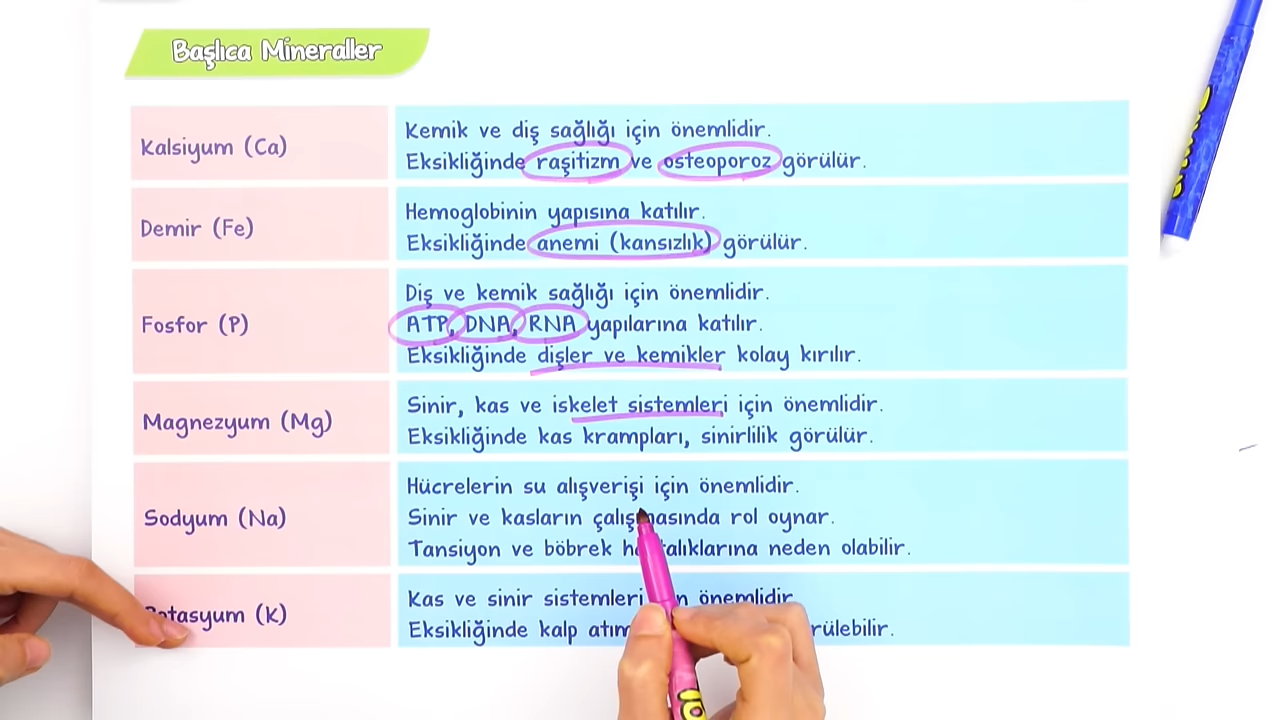 Başlıca Mineraller
Kalsiyum (Ca)
Kemik ve diş sağlığı için önemlidir.
Eksikliğinde raşitizm ve osteoporoz görülür.
Demir (Fe)
Hemoglobinin yapısına katılır.
Eksikliğinde anemi (kansızlık) görülür.
Fosfor (P)
Diş ve kemik sağlığı için önemlidir.
ATP, DNA, RNA yapılarına katılır.
Eksikliğinde dişler ve kemikler kolay kırılır.
Magnezyum (Mg)
Sinir, kas ve iskelet sistemleri için önemlidir.
Eksikliğinde kas krampları, sinirlilik görülür.
Sodyum (Na)
Hücrelerin su alışverişi için önemlidir.
Sinir ve kasların çalışmasında rol oynar.
Tansiyon ve böbrek hastalıklarına neden olabilir.
Potasyum (K)
Kas ve sinir sistemleri için önemlidir.
Eksikliğinde kalp